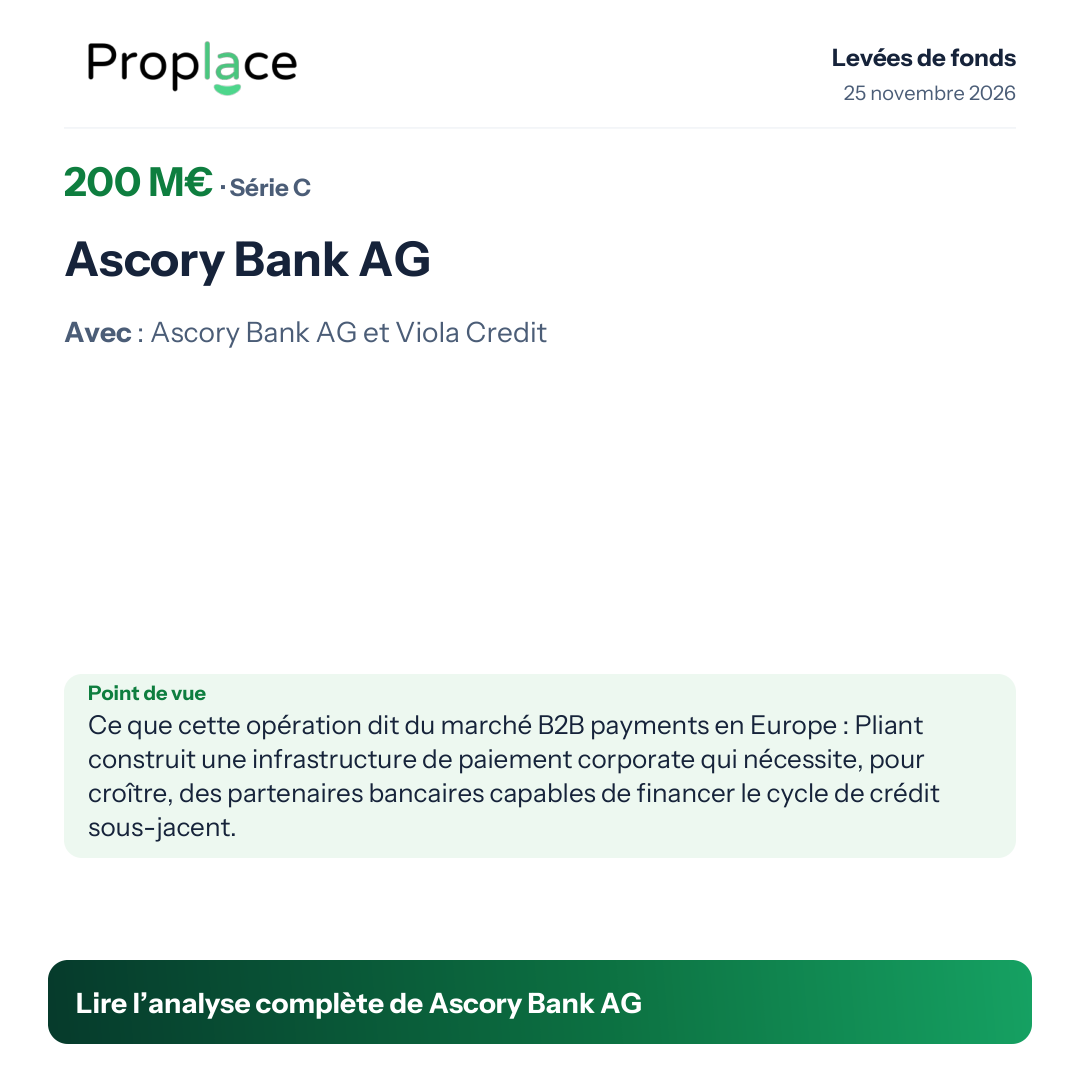 Proplace
Levées de fonds
25 novembre 2026
200 M€ · Série C
Ascory Bank AG
Avec : Ascory Bank AG et Viola Credit
Point de vue
Ce que cette opération dit du marché B2B payments en Europe : Pliant
construit une infrastructure de paiement corporate qui nécessite, pour
croître, des partenaires bancaires capables de financer le cycle de crédit
sous-jacent.
Lire l’analyse complète de Ascory Bank AG